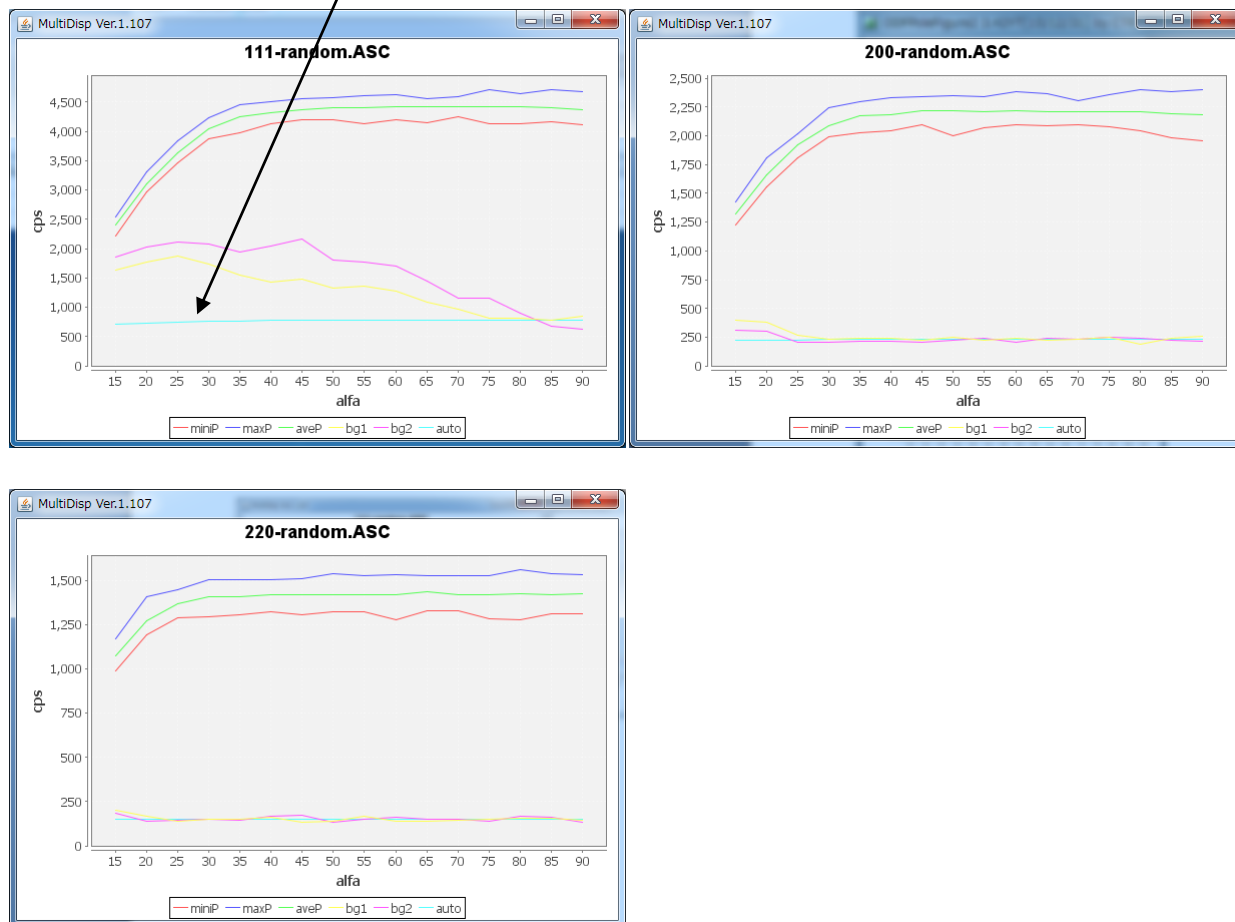 MultiDisp Ver.1.107
111-random.ASC
4,500
4,000
3,500
3,000
2,500
2,000
1,500
1,000
500
0
cps
15 20 25 30 35 40 45 50 55 60 65 70 75 80 85 90
alfa
miniP maxP aveP bg1 bg2 auto
MultiDisp Ver.1.107
200-random.ASC
2,500
2,250
2,000
1,750
1,500
1,250
1,000
750
500
250
0
cps
15 20 25 30 35 40 45 50 55 60 65 70 75 80 85 90
alfa
miniP maxP aveP bg1 bg2 auto
MultiDisp Ver.1.107
220-random.ASC
1,500
1,250
1,000
750
500
250
0
cps
15 20 25 30 35 40 45 50 55 60 65 70 75 80 85 90
alfa
miniP maxP aveP bg1 bg2 auto